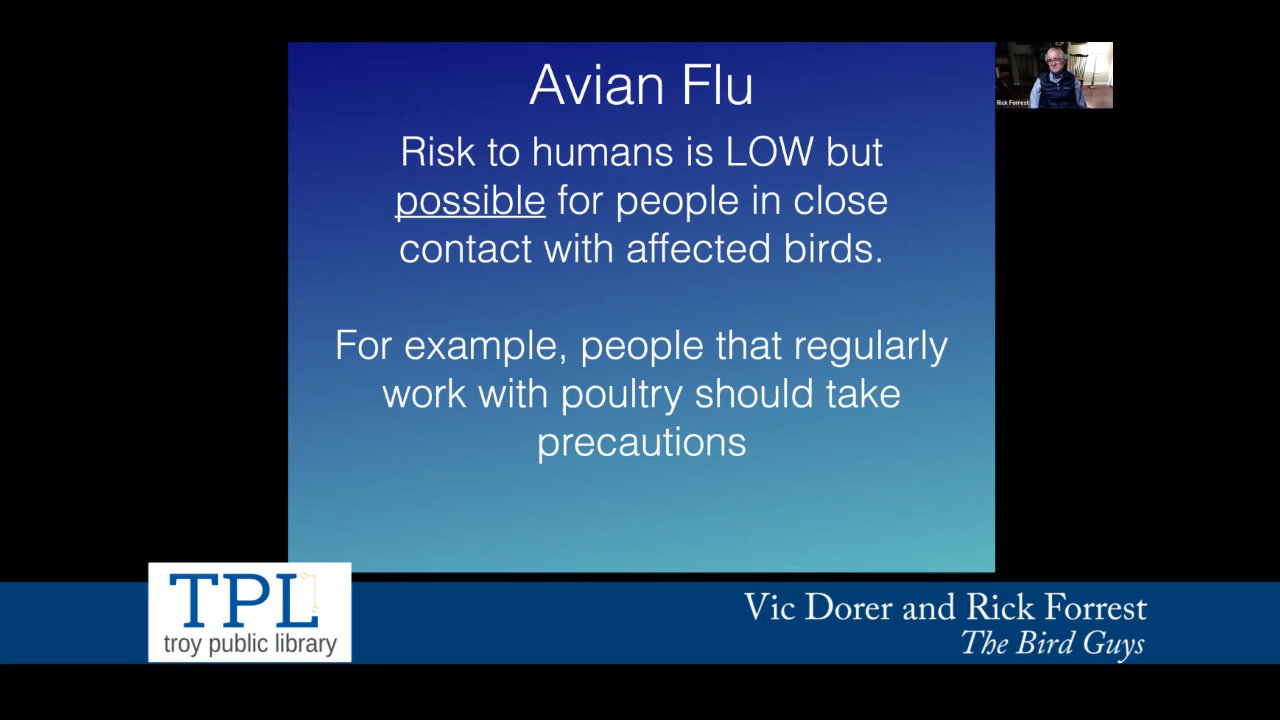 Avian Flu
Risk to humans is LOW but
possible for people in close
contact with affected birds.
For example, people that regularly
work with poultry should take
precautions
Rick Forrest
TPL
troy public library
Vic Dorer and Rick Forrest
The Bird Guys